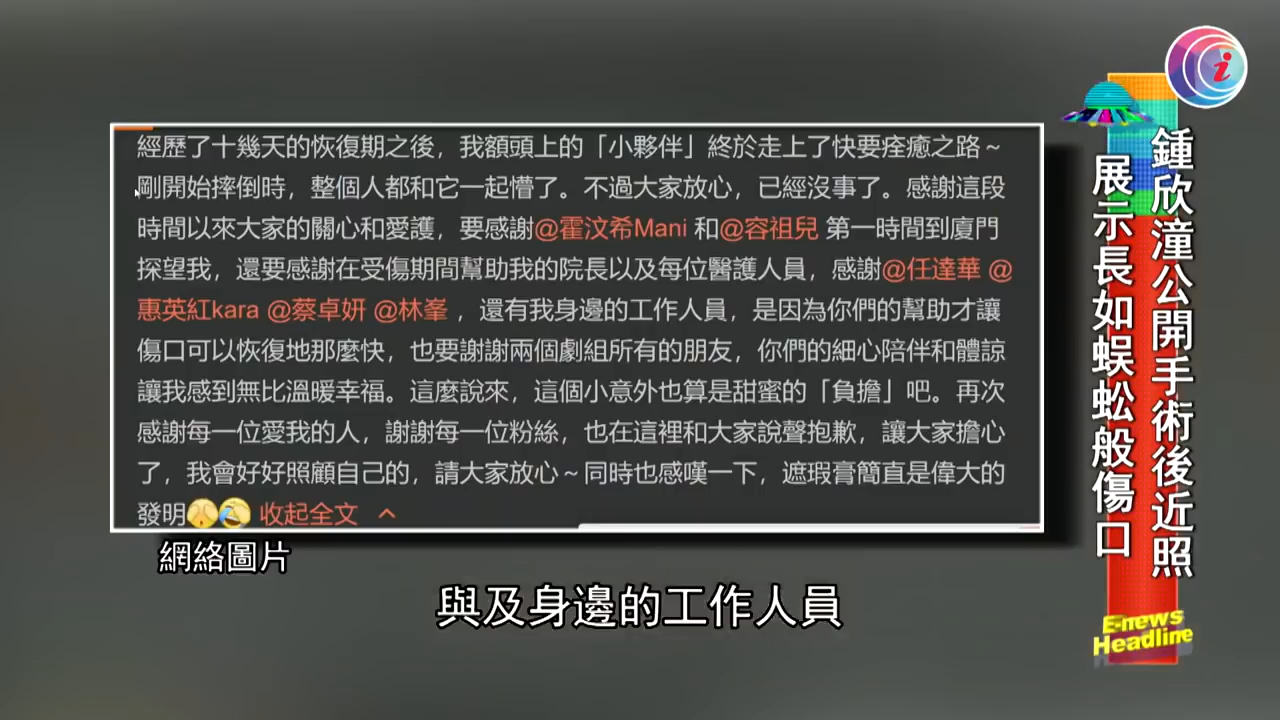 經歷了十幾天的恢復期之後，我額頭上的「小夥伴」終於走上了快要痊癒之路～
剛開始摔倒時，整個人都和它一起懵了。不過大家放心，已經沒事了。感謝這段
時間以來大家的關心和愛護，要感謝@霍汶希Mani 和@容祖兒 第一時間到廈門
探望我，還要感謝在受傷期間幫助我的院長以及每位醫護人員，感謝@任達華 @
惠英紅kara @蔡卓妍 @林峯 ，還有我身邊的工作人員，是因為你們的幫助才讓
傷口可以恢復地那麼快，也要謝謝兩個劇組所有的朋友，你們的細心陪伴和體諒
讓我感到無比溫暖幸福。這麼說來，這個小意外也算是甜蜜的「負擔」吧。再次
感謝每一位愛我的人，謝謝每一位粉絲，也在這裡和大家說聲抱歉，讓大家擔心
了，我會好好照顧自己的，請大家放心～同時也感嘆一下，遮瑕膏簡直是偉大的
發明🫣🤣 收起全文 ^
網絡圖片
與及身邊的工作人員
鍾欣潼公開手術後近照
展示長如蜈蚣般傷口
i
E-news
Headline